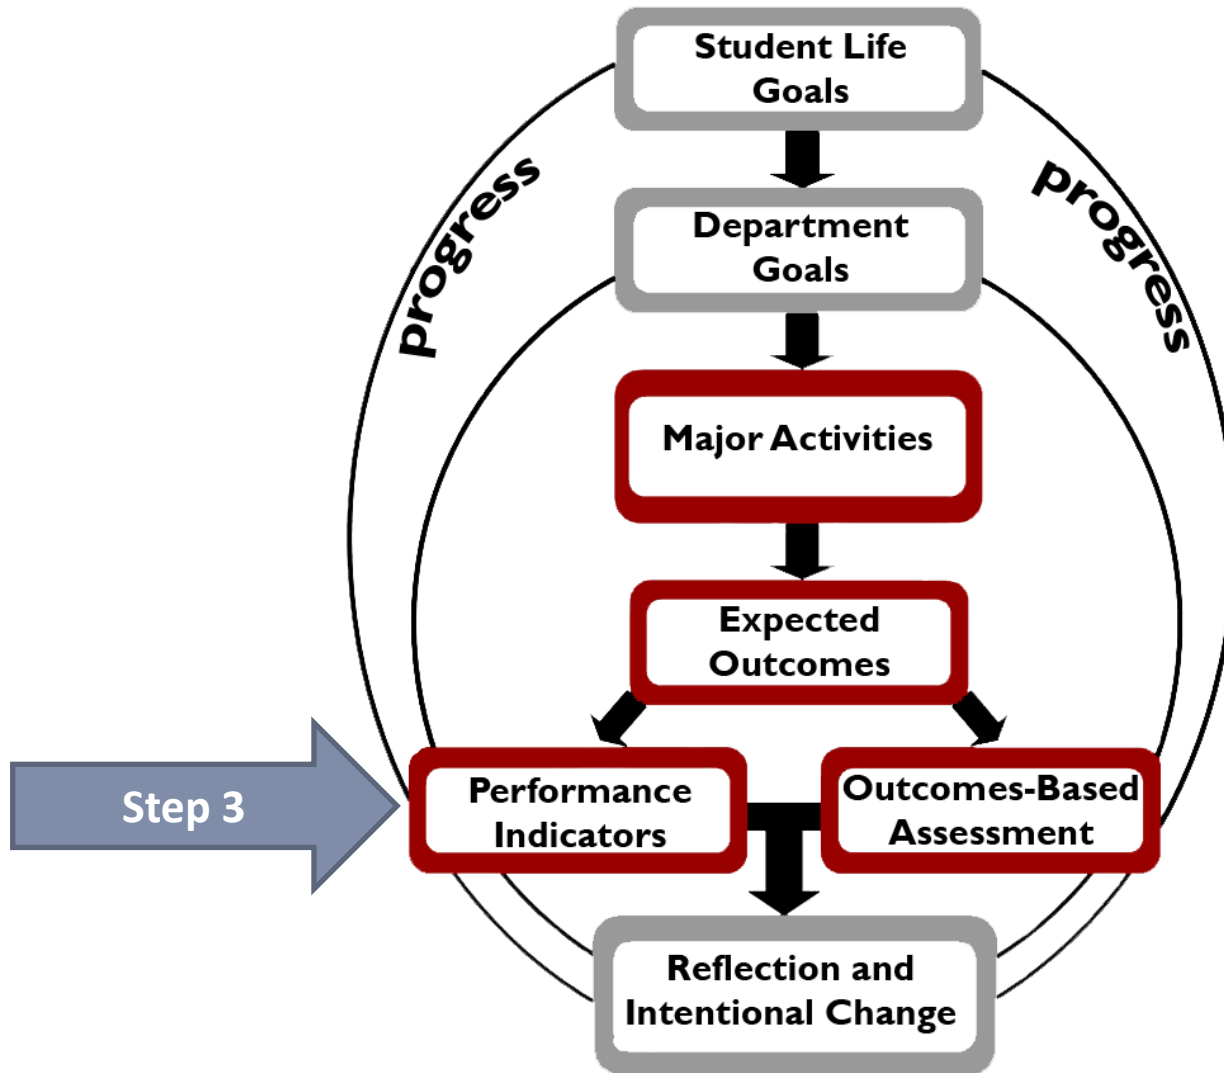 Student Life
Goals
progress
progress
Department
Goals
Major Activities
Expected
Outcomes
Step 3
Performance
Indicators
Outcomes-Based
Assessment
Reflection and
Intentional Change